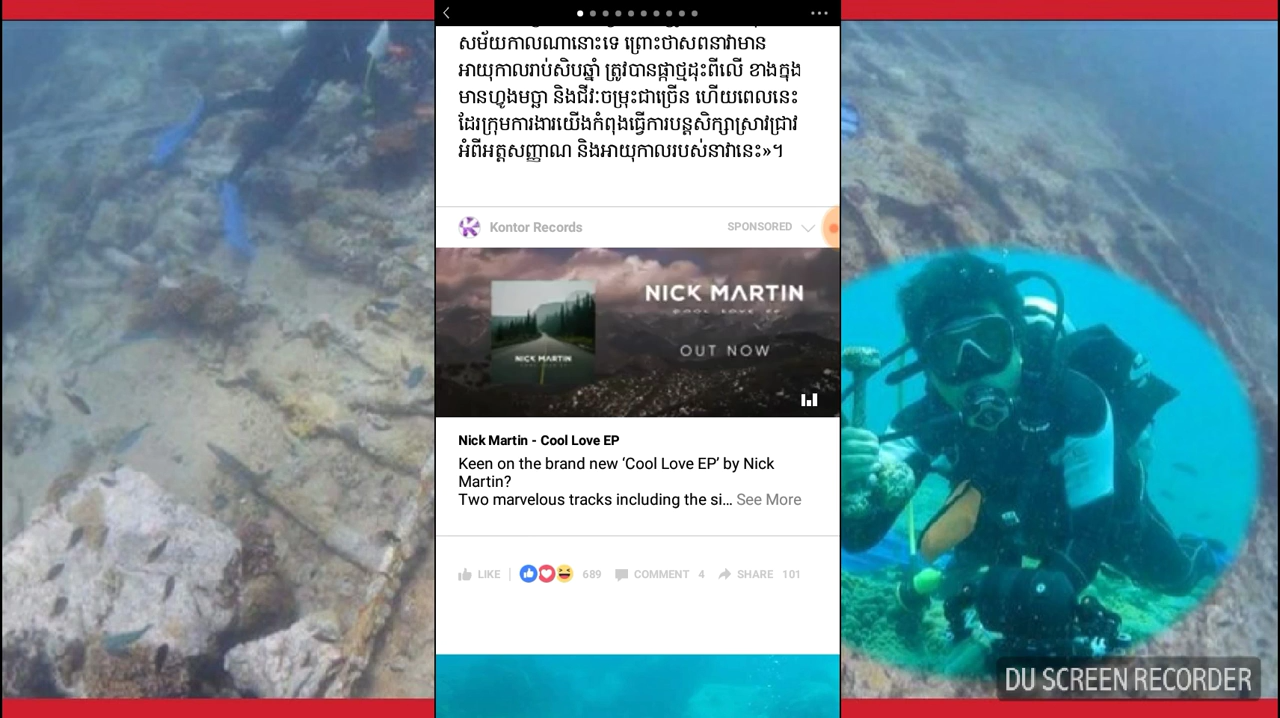 សម័យកាលណានោះទេ ព្រោះថាសពនាវាមាន
អាយុកាលរាប់សិបឆ្នាំ ត្រូវបានផ្កាថ្មដុះពីលើ ខាងក្នុង
មានហ្វូងមច្ឆា និងជីវៈចម្រុះជាច្រើន ហើយពេលនេះ
ដែរក្រុមការងារយើងកំពុងធ្វើការបន្តសិក្សាស្រាវជ្រាវ
អំពីអត្តសញ្ញាណ និងអាយុកាលរបស់នាវានេះ»។
Kontor Records
SPONSORED
NICK MARTIN
COOL LOVE EP
OUT NOW
NICK MARTIN
COOL LOVE EP
Nick Martin - Cool Love EP
Keen on the brand new ‘Cool Love EP’ by Nick
Martin?
Two marvelous tracks including the si... See More
LIKE 689 COMMENT 4 SHARE 101
DU SCREEN RECORDER